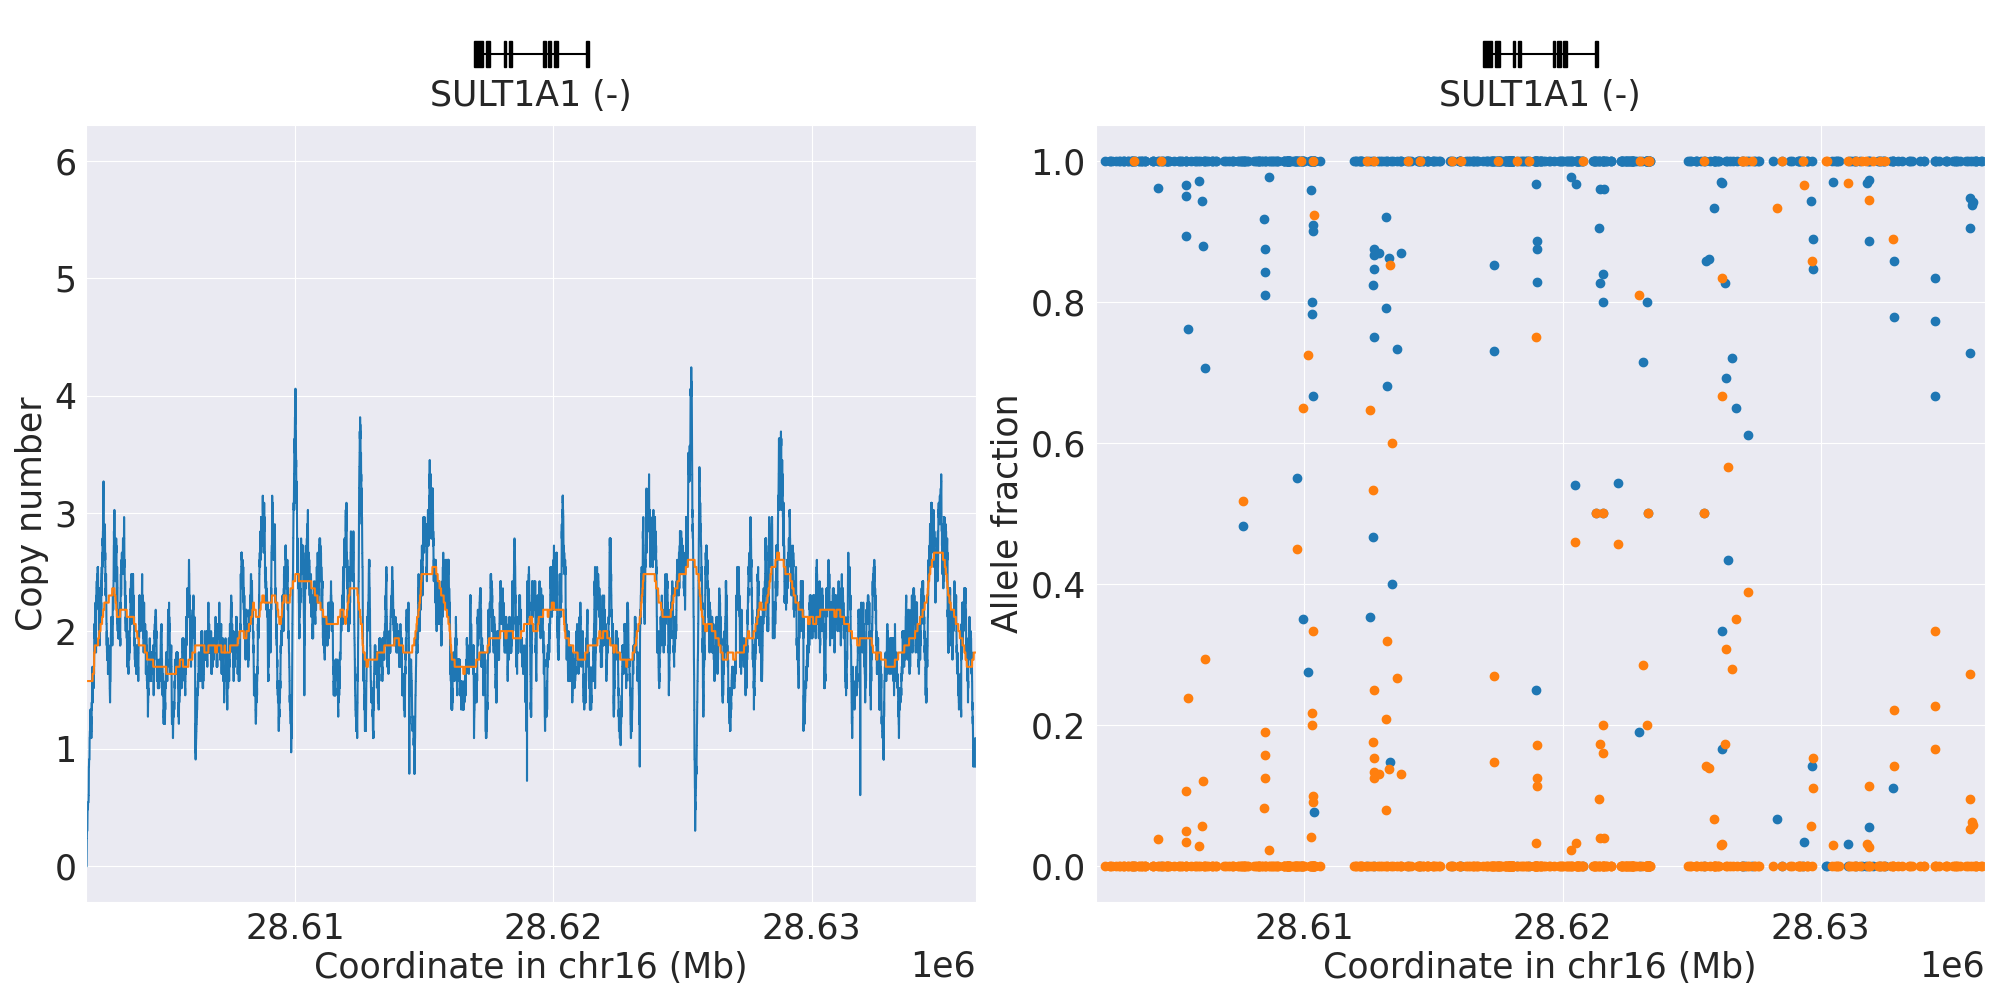 SULT1A1 (-)
6
5
4
3
2
1
0
Copy number
28.61
28.62
28.63
Coordinate in chr16 (Mb)
1e6
SULT1A1 (-)
1.0
0.8
0.6
0.4
0.2
0.0
Allele fraction
28.61
28.62
28.63
Coordinate in chr16 (Mb)
1e6